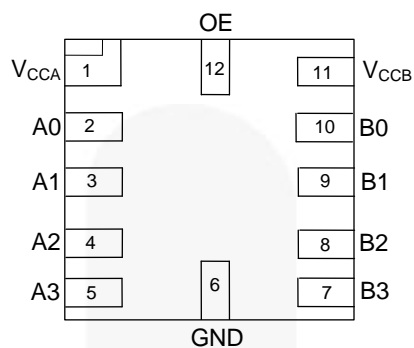 OE
VCCA 1 12 11 VCCB
A0 2 10 B0
A1 3 9 B1
A2 4 8 B2
A3 5 6 7 B3
GND